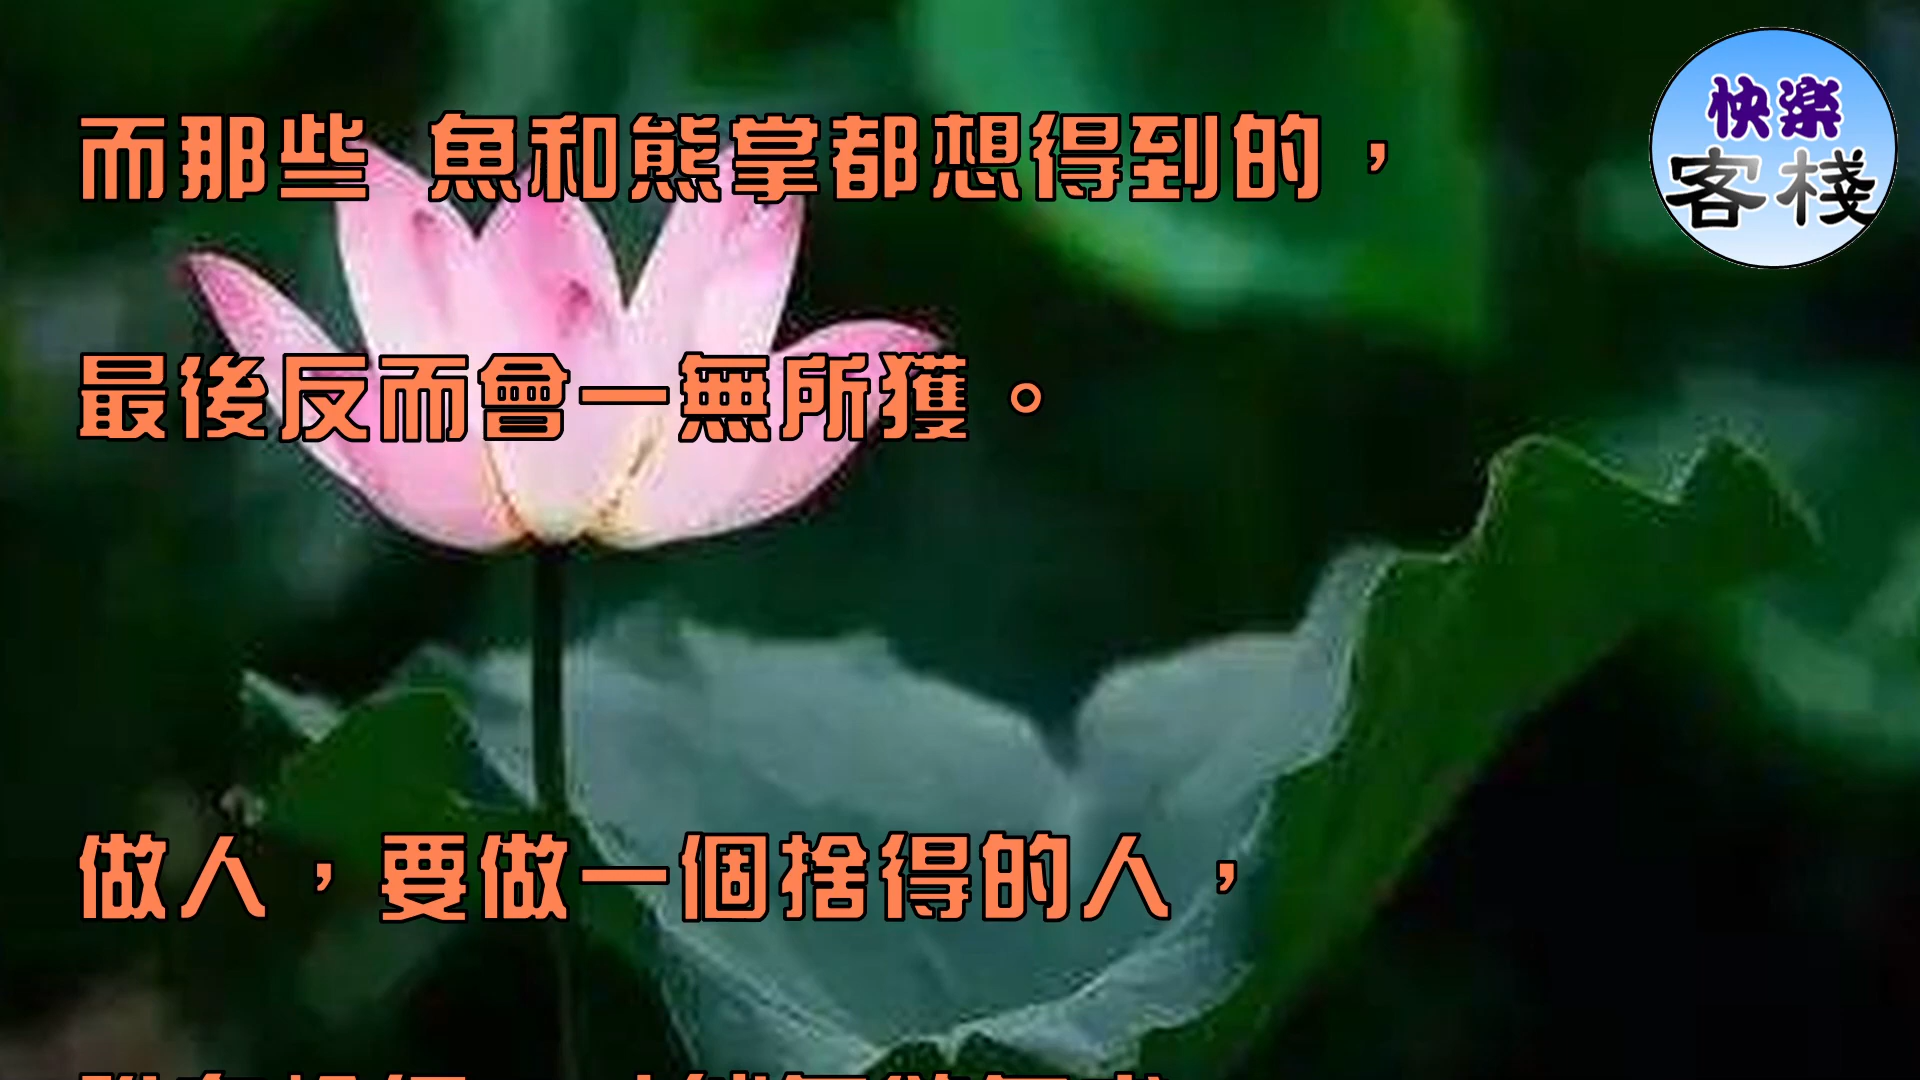 而那些 魚和熊掌都想得到的，
快樂
客棧
最後反而會一無所獲。
做人，要做一個捨得的人，